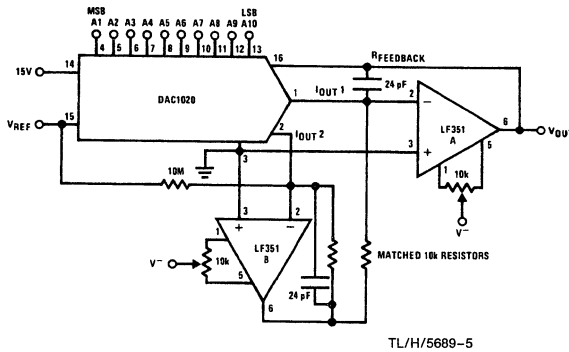 MSB LSB
A1 A2 A3 A4 A5 A6 A7 A8 A9 A10
4 5 6 7 8 9 10 11 12 13
16 RFEEDBACK
15V 14
24 pF
DAC1020
1 IOUT 1 2 −
6
VREF 15
LF351
A
VOU
2 IOUT 2
3
3 + 1 5
10k
10M
V−
3 2
+ −
1 LF351
B
MATCHED 10k RESISTORS
V− 10k
5
24 pF
6
TL/H/5689–5